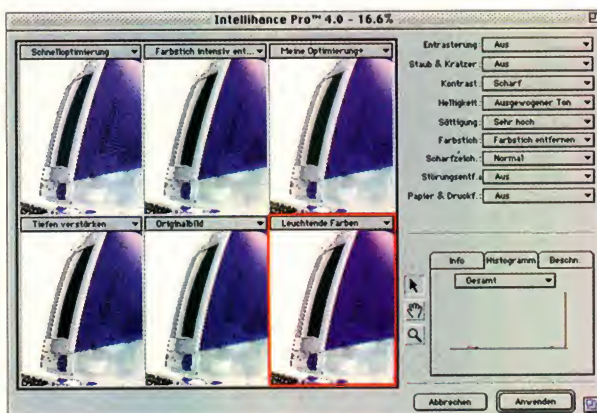 Intellihance Pro™ 4.0 - 16.6%
Schnelloptimierung
Farbstich intensiv ent...
Meine Optimierung+
Tiefen verstärken
Originalbild
Leuchtende Farben
Entrasterung: Aus
Staub & Kratzer: Aus
Kontrast: Scharf
Helligkeit: Ausgewogener Ton
Sättigung: Sehr hoch
Farbstich: Farbstich entfernen
Scharfzeich.: Normal
Störungsentf.: Aus
Papier & Druckf.: Aus
Info
Histogramm
Beschn.
Gesamt
Abbrechen
Anwenden